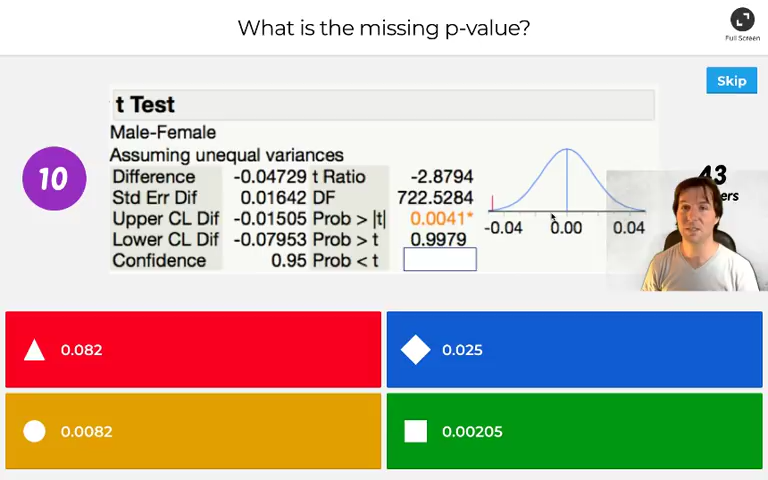 What is the missing p-value?
Full Screen
Skip
t Test
Male-Female
Assuming unequal variances
Difference -0.04729 t Ratio -2.8794
Std Err Dif 0.01642 DF 722.5284
Upper CL Dif -0.01505 Prob > |t| 0.0041*
Lower CL Dif -0.07953 Prob > t 0.9979
Confidence 0.95 Prob < t
-0.04 0.00 0.04
10
43
0.082
0.025
0.0082
0.00205